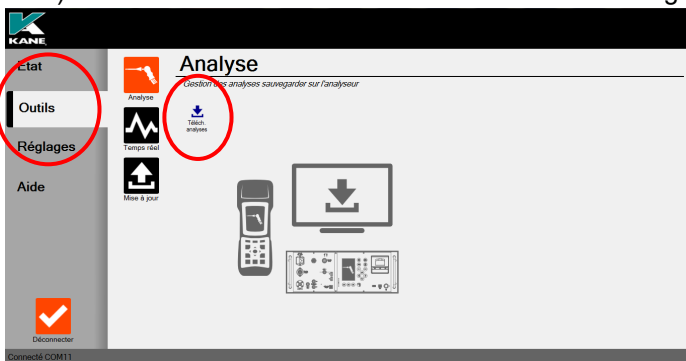 KANE
Etat
Outils
Réglages
Aide
Déconnecter
Connecté COM11
Analyse
Temps réel
Mise à jour
Analyse
Gestion des analyses sauvegarder sur l'analyseur
Téléch.
analyses